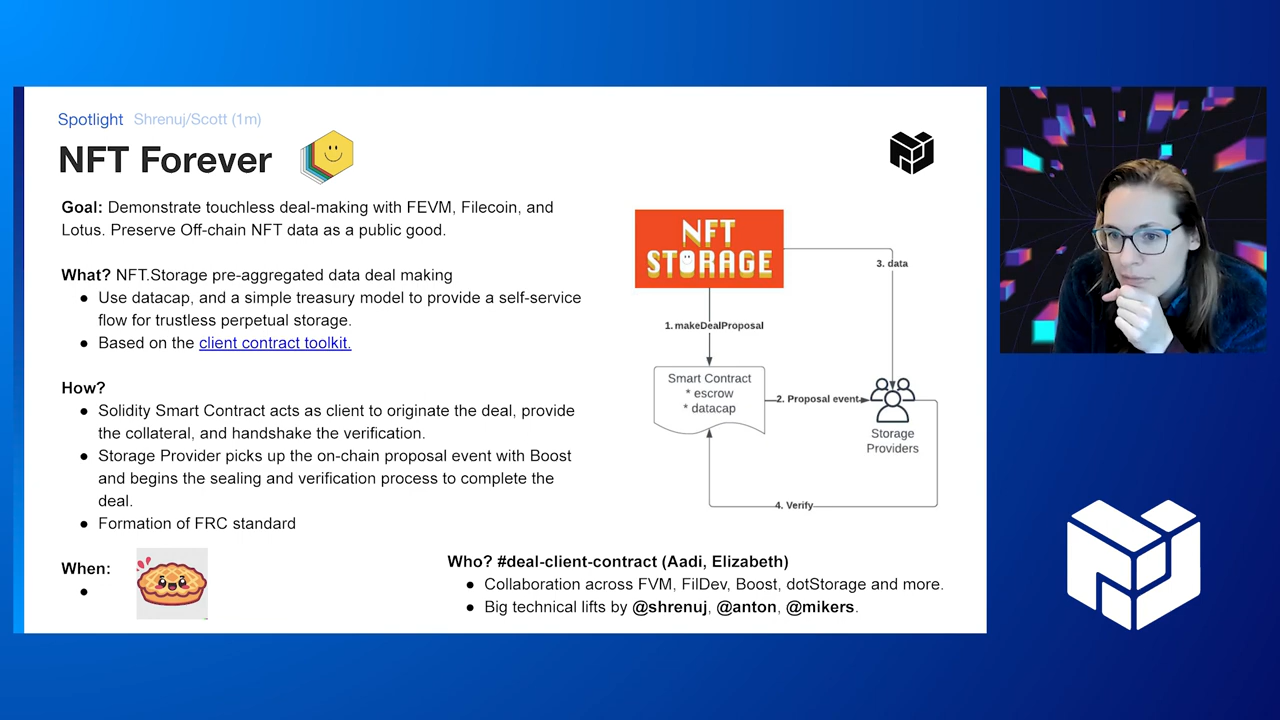 Spotlight Shrenuj/Scott (1m)
NFT Forever
Goal: Demonstrate touchless deal-making with FEVM, Filecoin, and
Lotus. Preserve Off-chain NFT data as a public good.
What? NFT.Storage pre-aggregated data deal making
● Use datacap, and a simple treasury model to provide a self-service
flow for trustless perpetual storage.
● Based on the client contract toolkit.
How?
● Solidity Smart Contract acts as client to originate the deal, provide
the collateral, and handshake the verification.
● Storage Provider picks up the on-chain proposal event with Boost
and begins the sealing and verification process to complete the
deal.
● Formation of FRC standard
When:
●
NFT
STORAGE
3. data
1. makeDealProposal
Smart Contract
* escrow
* datacap
2. Proposal event
Storage
Providers
4. Verify
Who? #deal-client-contract (Aadi, Elizabeth)
● Collaboration across FVM, FilDev, Boost, dotStorage and more.
● Big technical lifts by @shrenuj, @anton, @mikers.